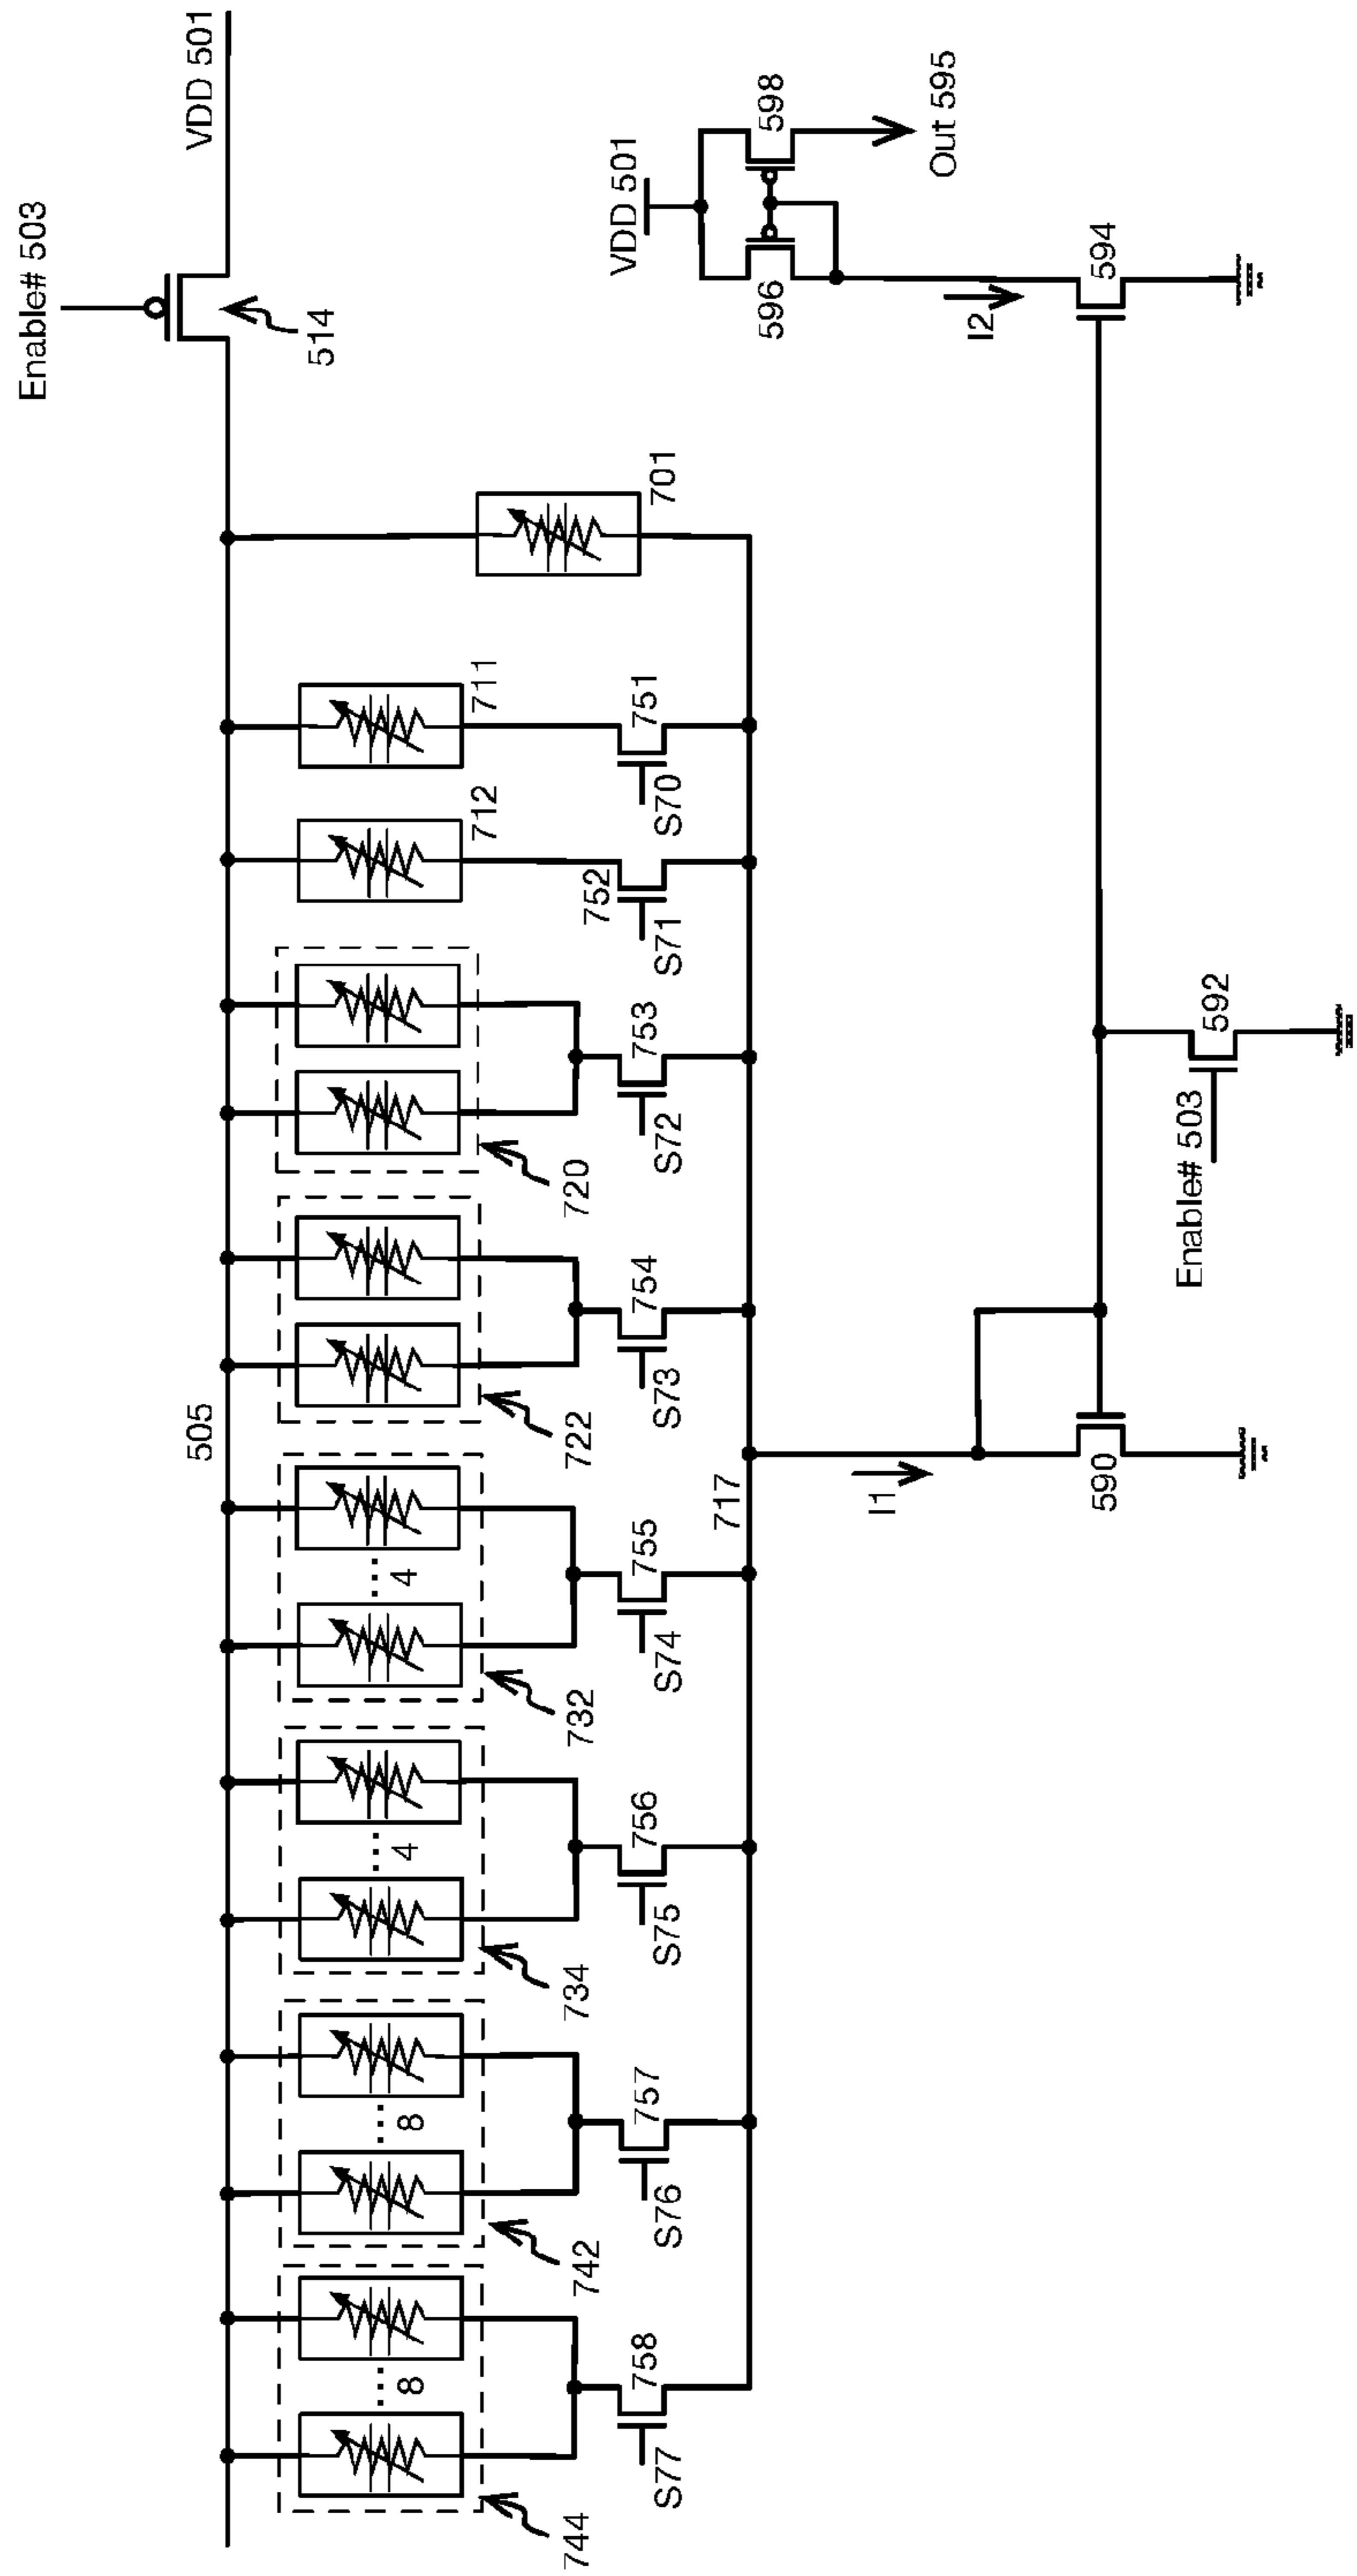 Enable# 503
VDD 501
514
505
VDD 501
598
596
Out 595
I2
594
701
711
712
751
S70
752
S71
720
753
S72
722
754
S73
4
732
755
S74
4
734
756
S75
8
742
757
S76
8
744
758
S77
717
I1
590
592
Enable# 503